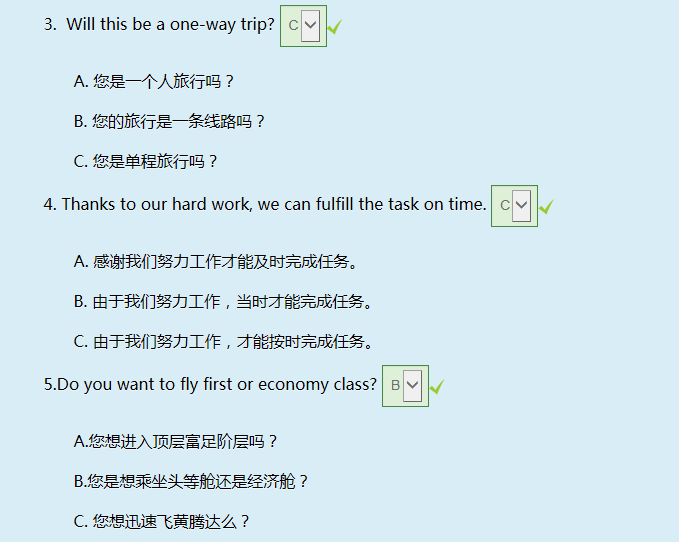 3. Will this be a one-way trip? C
A. 您是一个人旅行吗？
B. 您的旅行是一条线路吗？
C. 您是单程旅行吗？
4. Thanks to our hard work, we can fulfill the task on time. C
A. 感谢我们努力工作才能及时完成任务。
B. 由于我们努力工作，当时才能完成任务。
C. 由于我们努力工作，才能按时完成任务。
5.Do you want to fly first or economy class? B
A.您想进入顶层富足阶层吗？
B.您是想乘坐头等舱还是经济舱？
C. 您想迅速飞黄腾达么？